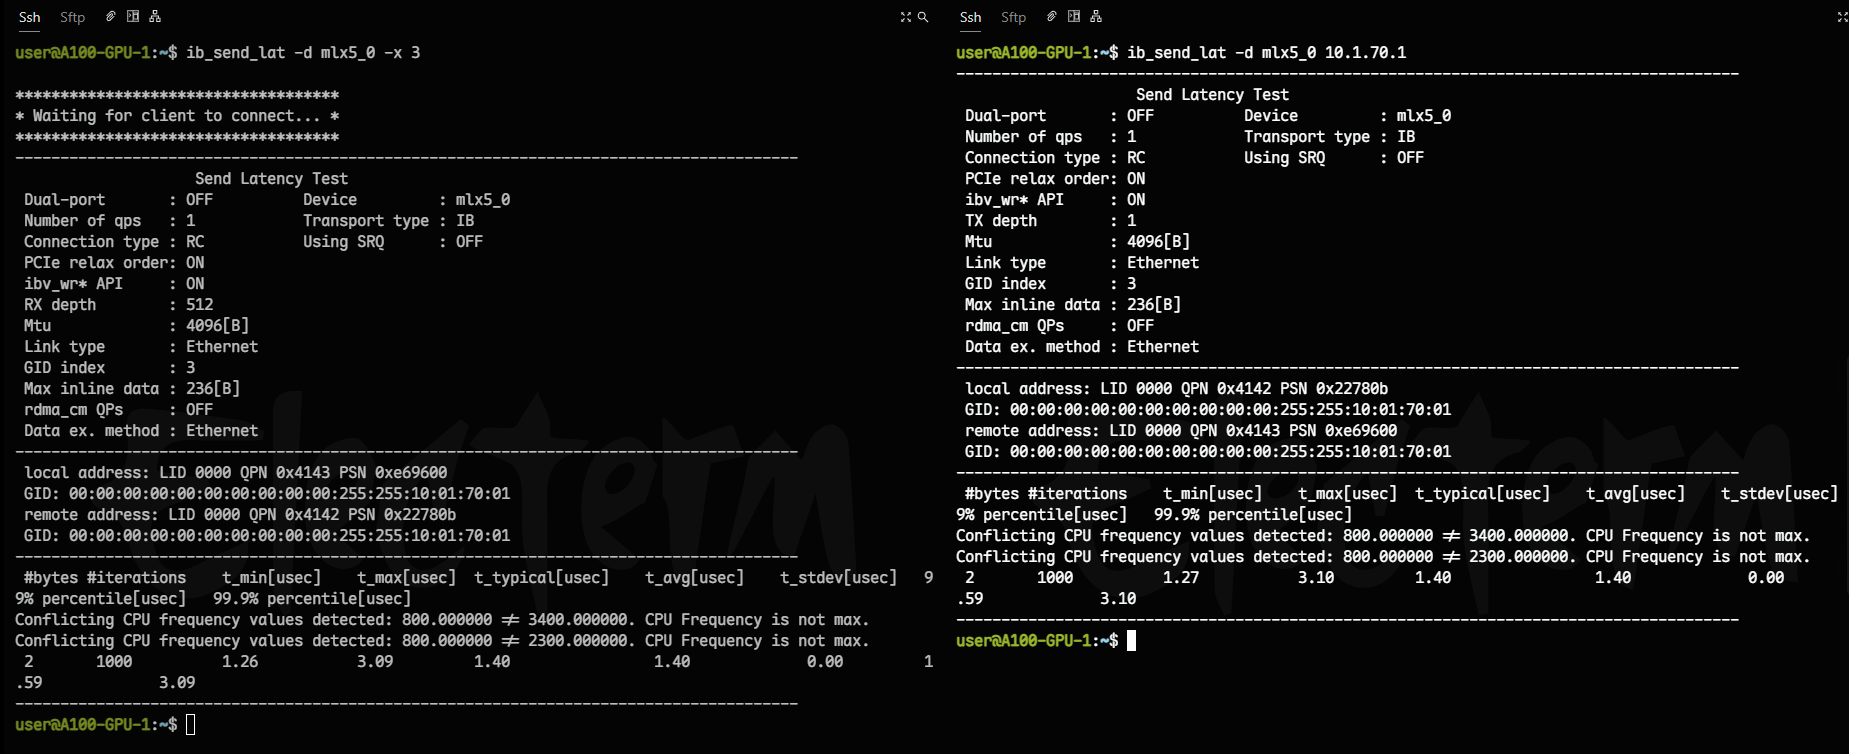 Ssh Sftp
user@A100-GPU-1:~$ ib_send_lat -d mlx5_0 -x 3
************************************
* Waiting for client to connect... *
************************************
---------------------------------------------------------------------------------------
Send Latency Test
Dual-port : OFF Device : mlx5_0
Number of qps : 1 Transport type : IB
Connection type : RC Using SRQ : OFF
PCIe relax order: ON
ibv_wr* API : ON
RX depth : 512
Mtu : 4096[B]
Link type : Ethernet
GID index : 3
Max inline data : 236[B]
rdma_cm QPs : OFF
Data ex. method : Ethernet
---------------------------------------------------------------------------------------
local address: LID 0000 QPN 0x4143 PSN 0xe69600
GID: 00:00:00:00:00:00:00:00:00:00:255:255:10:01:70:01
remote address: LID 0000 QPN 0x4142 PSN 0x22780b
GID: 00:00:00:00:00:00:00:00:00:00:255:255:10:01:70:01
---------------------------------------------------------------------------------------
#bytes #iterations t_min[usec] t_max[usec] t_typical[usec] t_avg[usec] t_stdev[usec] 9
9% percentile[usec] 99.9% percentile[usec]
Conflicting CPU frequency values detected: 800.000000 != 3400.000000. CPU Frequency is not max.
Conflicting CPU frequency values detected: 800.000000 != 2300.000000. CPU Frequency is not max.
2 1000 1.26 3.09 1.40 1.40 0.00 1
.59 3.09
---------------------------------------------------------------------------------------
user@A100-GPU-1:~$
Ssh Sftp
user@A100-GPU-1:~$ ib_send_lat -d mlx5_0 10.1.70.1
---------------------------------------------------------------------------------------
Send Latency Test
Dual-port : OFF Device : mlx5_0
Number of qps : 1 Transport type : IB
Connection type : RC Using SRQ : OFF
PCIe relax order: ON
ibv_wr* API : ON
TX depth : 1
Mtu : 4096[B]
Link type : Ethernet
GID index : 3
Max inline data : 236[B]
rdma_cm QPs : OFF
Data ex. method : Ethernet
---------------------------------------------------------------------------------------
local address: LID 0000 QPN 0x4142 PSN 0x22780b
GID: 00:00:00:00:00:00:00:00:00:00:255:255:10:01:70:01
remote address: LID 0000 QPN 0x4143 PSN 0xe69600
GID: 00:00:00:00:00:00:00:00:00:00:255:255:10:01:70:01
---------------------------------------------------------------------------------------
#bytes #iterations t_min[usec] t_max[usec] t_typical[usec] t_avg[usec] t_stdev[usec]
9% percentile[usec] 99.9% percentile[usec]
Conflicting CPU frequency values detected: 800.000000 != 3400.000000. CPU Frequency is not max.
Conflicting CPU frequency values detected: 800.000000 != 2300.000000. CPU Frequency is not max.
2 1000 1.27 3.10 1.40 1.40 0.00
.59 3.10
---------------------------------------------------------------------------------------
user@A100-GPU-1:~$
electerm
electerm